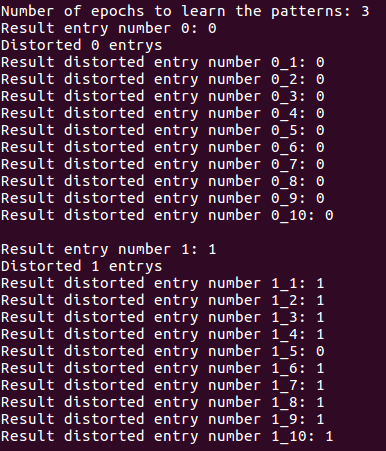 Number of epochs to learn the patterns: 3
Result entry number 0: 0
Distorted 0 entrys
Result distorted entry number 0_1: 0
Result distorted entry number 0_2: 0
Result distorted entry number 0_3: 0
Result distorted entry number 0_4: 0
Result distorted entry number 0_5: 0
Result distorted entry number 0_6: 0
Result distorted entry number 0_7: 0
Result distorted entry number 0_8: 0
Result distorted entry number 0_9: 0
Result distorted entry number 0_10: 0

Result entry number 1: 1
Distorted 1 entrys
Result distorted entry number 1_1: 1
Result distorted entry number 1_2: 1
Result distorted entry number 1_3: 1
Result distorted entry number 1_4: 1
Result distorted entry number 1_5: 0
Result distorted entry number 1_6: 1
Result distorted entry number 1_7: 1
Result distorted entry number 1_8: 1
Result distorted entry number 1_9: 1
Result distorted entry number 1_10: 1